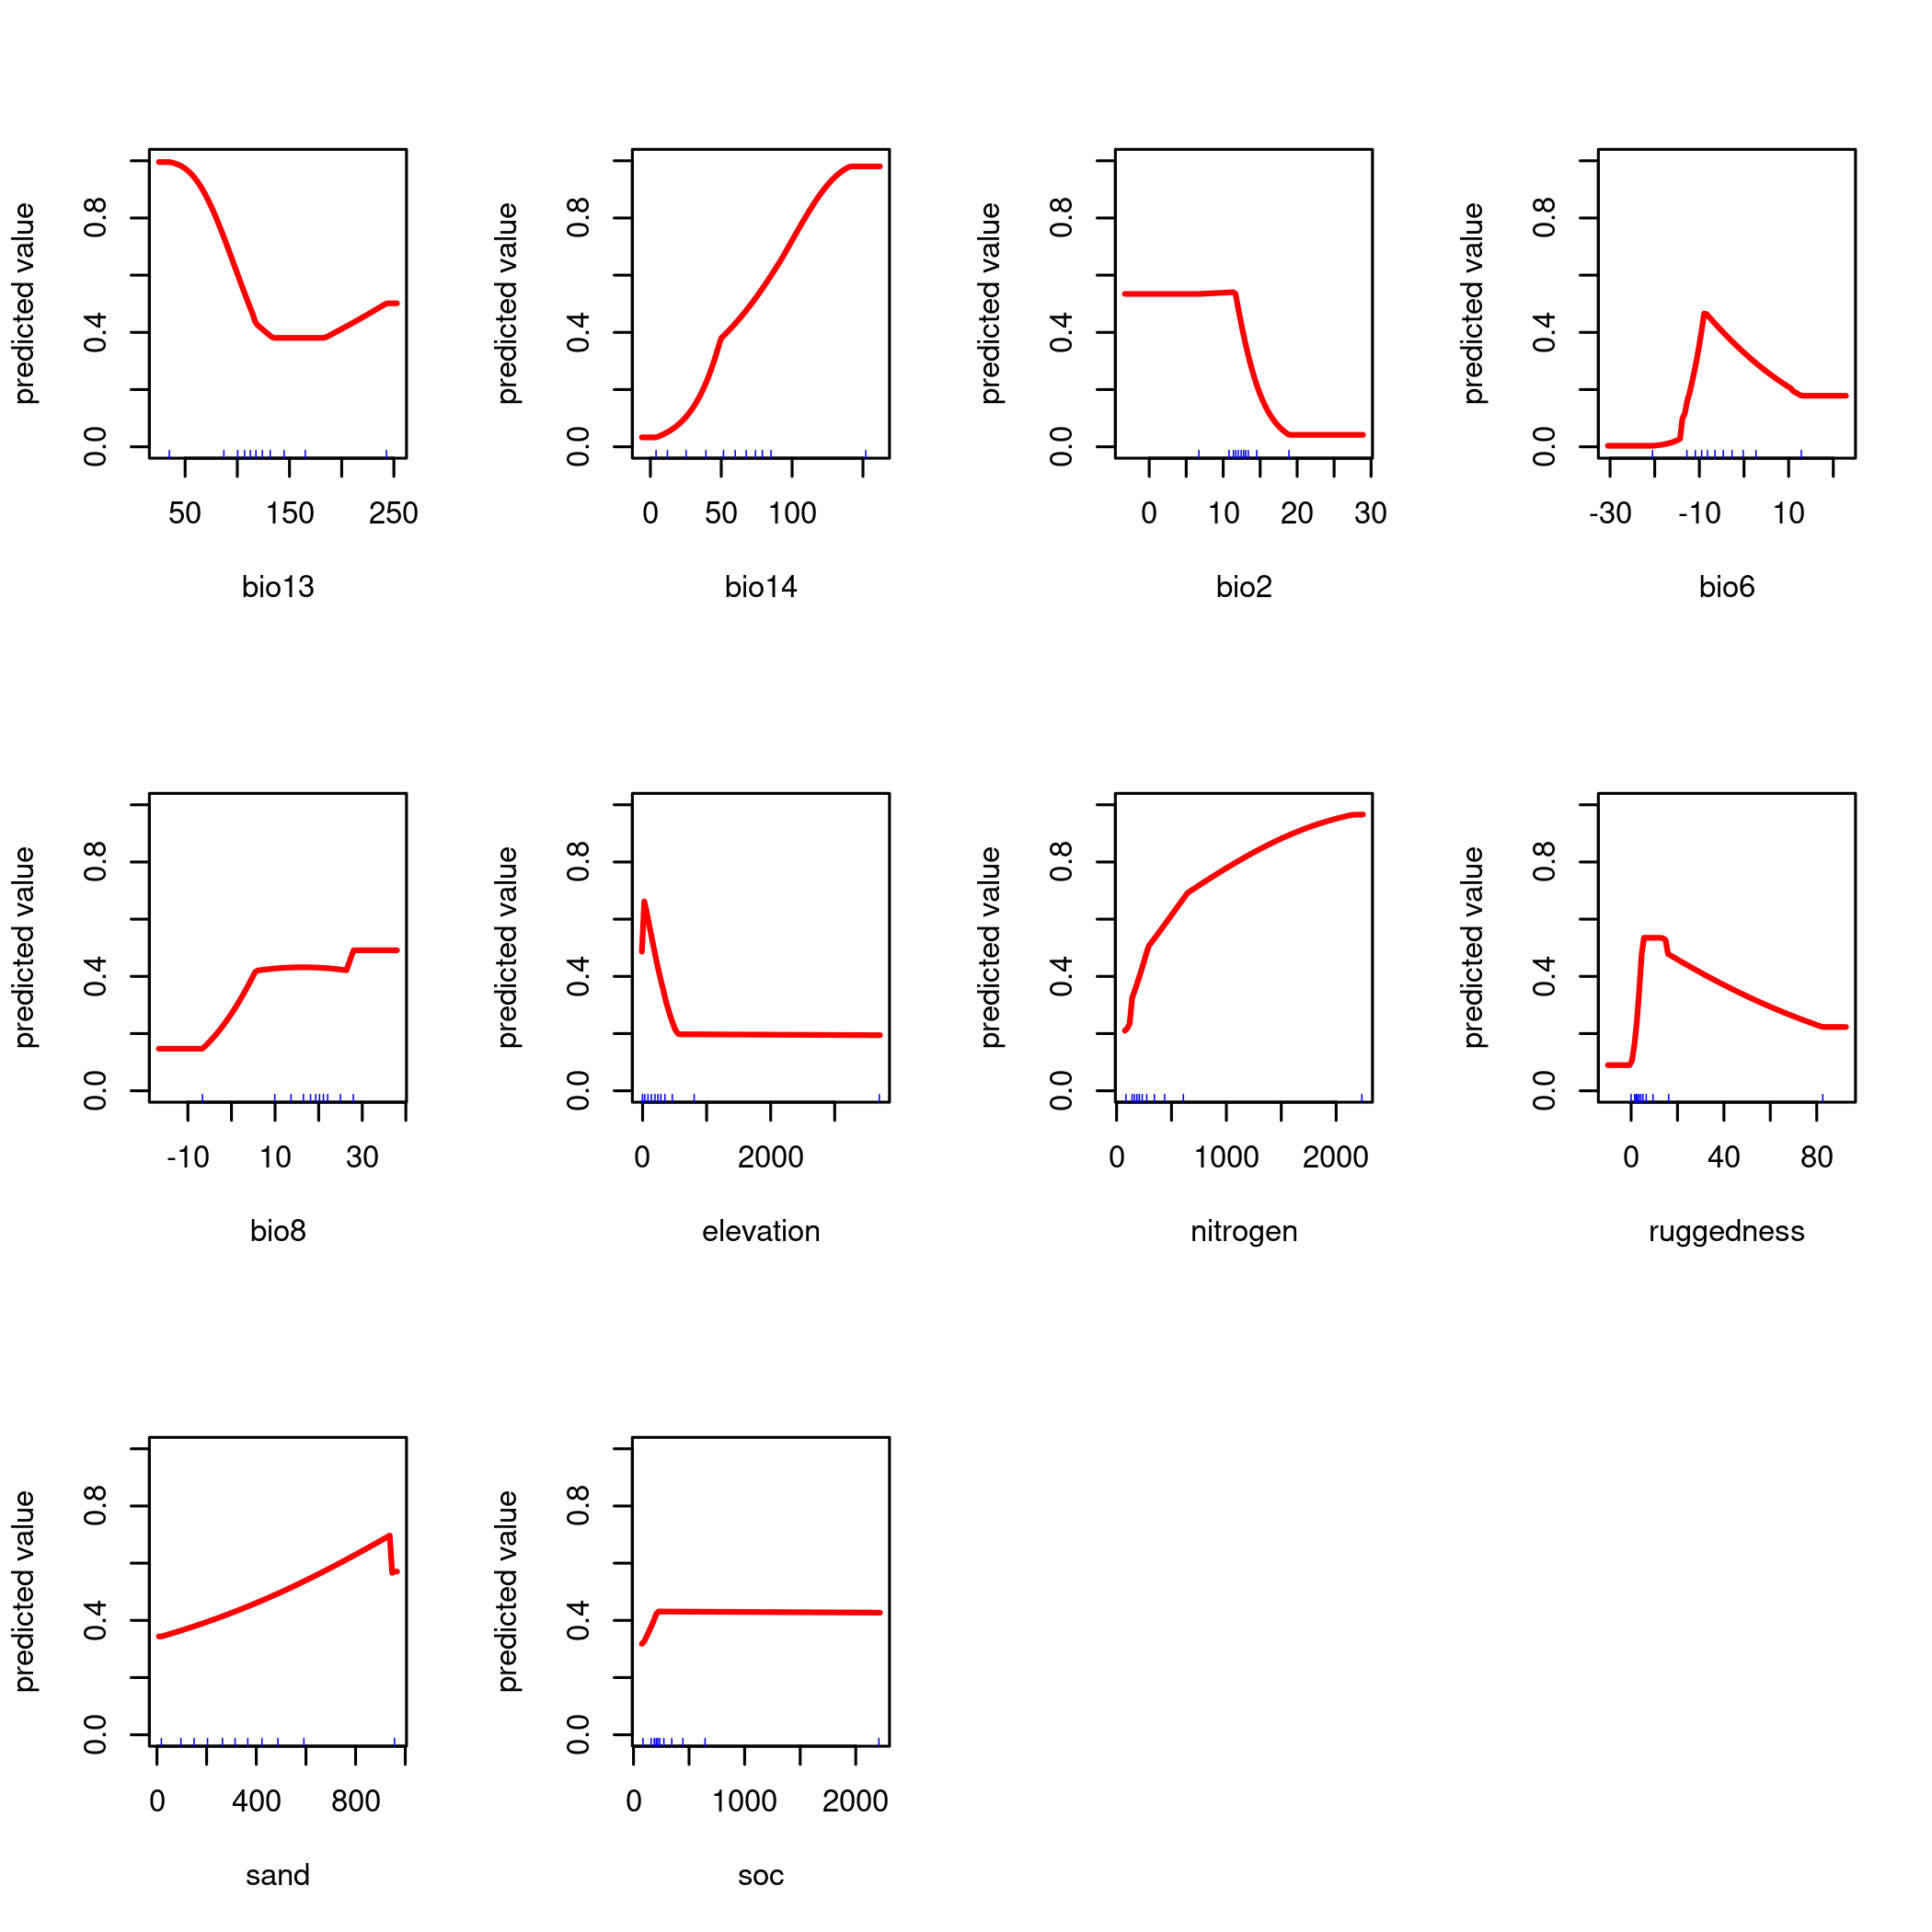 predicted value
0.0 0.4 0.8
50 150 250
bio13
predicted value
0.0 0.4 0.8
0 50 100
bio14
predicted value
0.0 0.4 0.8
0 10 20 30
bio2
predicted value
0.0 0.4 0.8
-30 -10 10
bio6
predicted value
0.0 0.4 0.8
-10 10 30
bio8
predicted value
0.0 0.4 0.8
0 2000
elevation
predicted value
0.0 0.4 0.8
0 1000 2000
nitrogen
predicted value
0.0 0.4 0.8
0 40 80
ruggedness
predicted value
0.0 0.4 0.8
0 400 800
sand
predicted value
0.0 0.4 0.8
0 1000 2000
soc